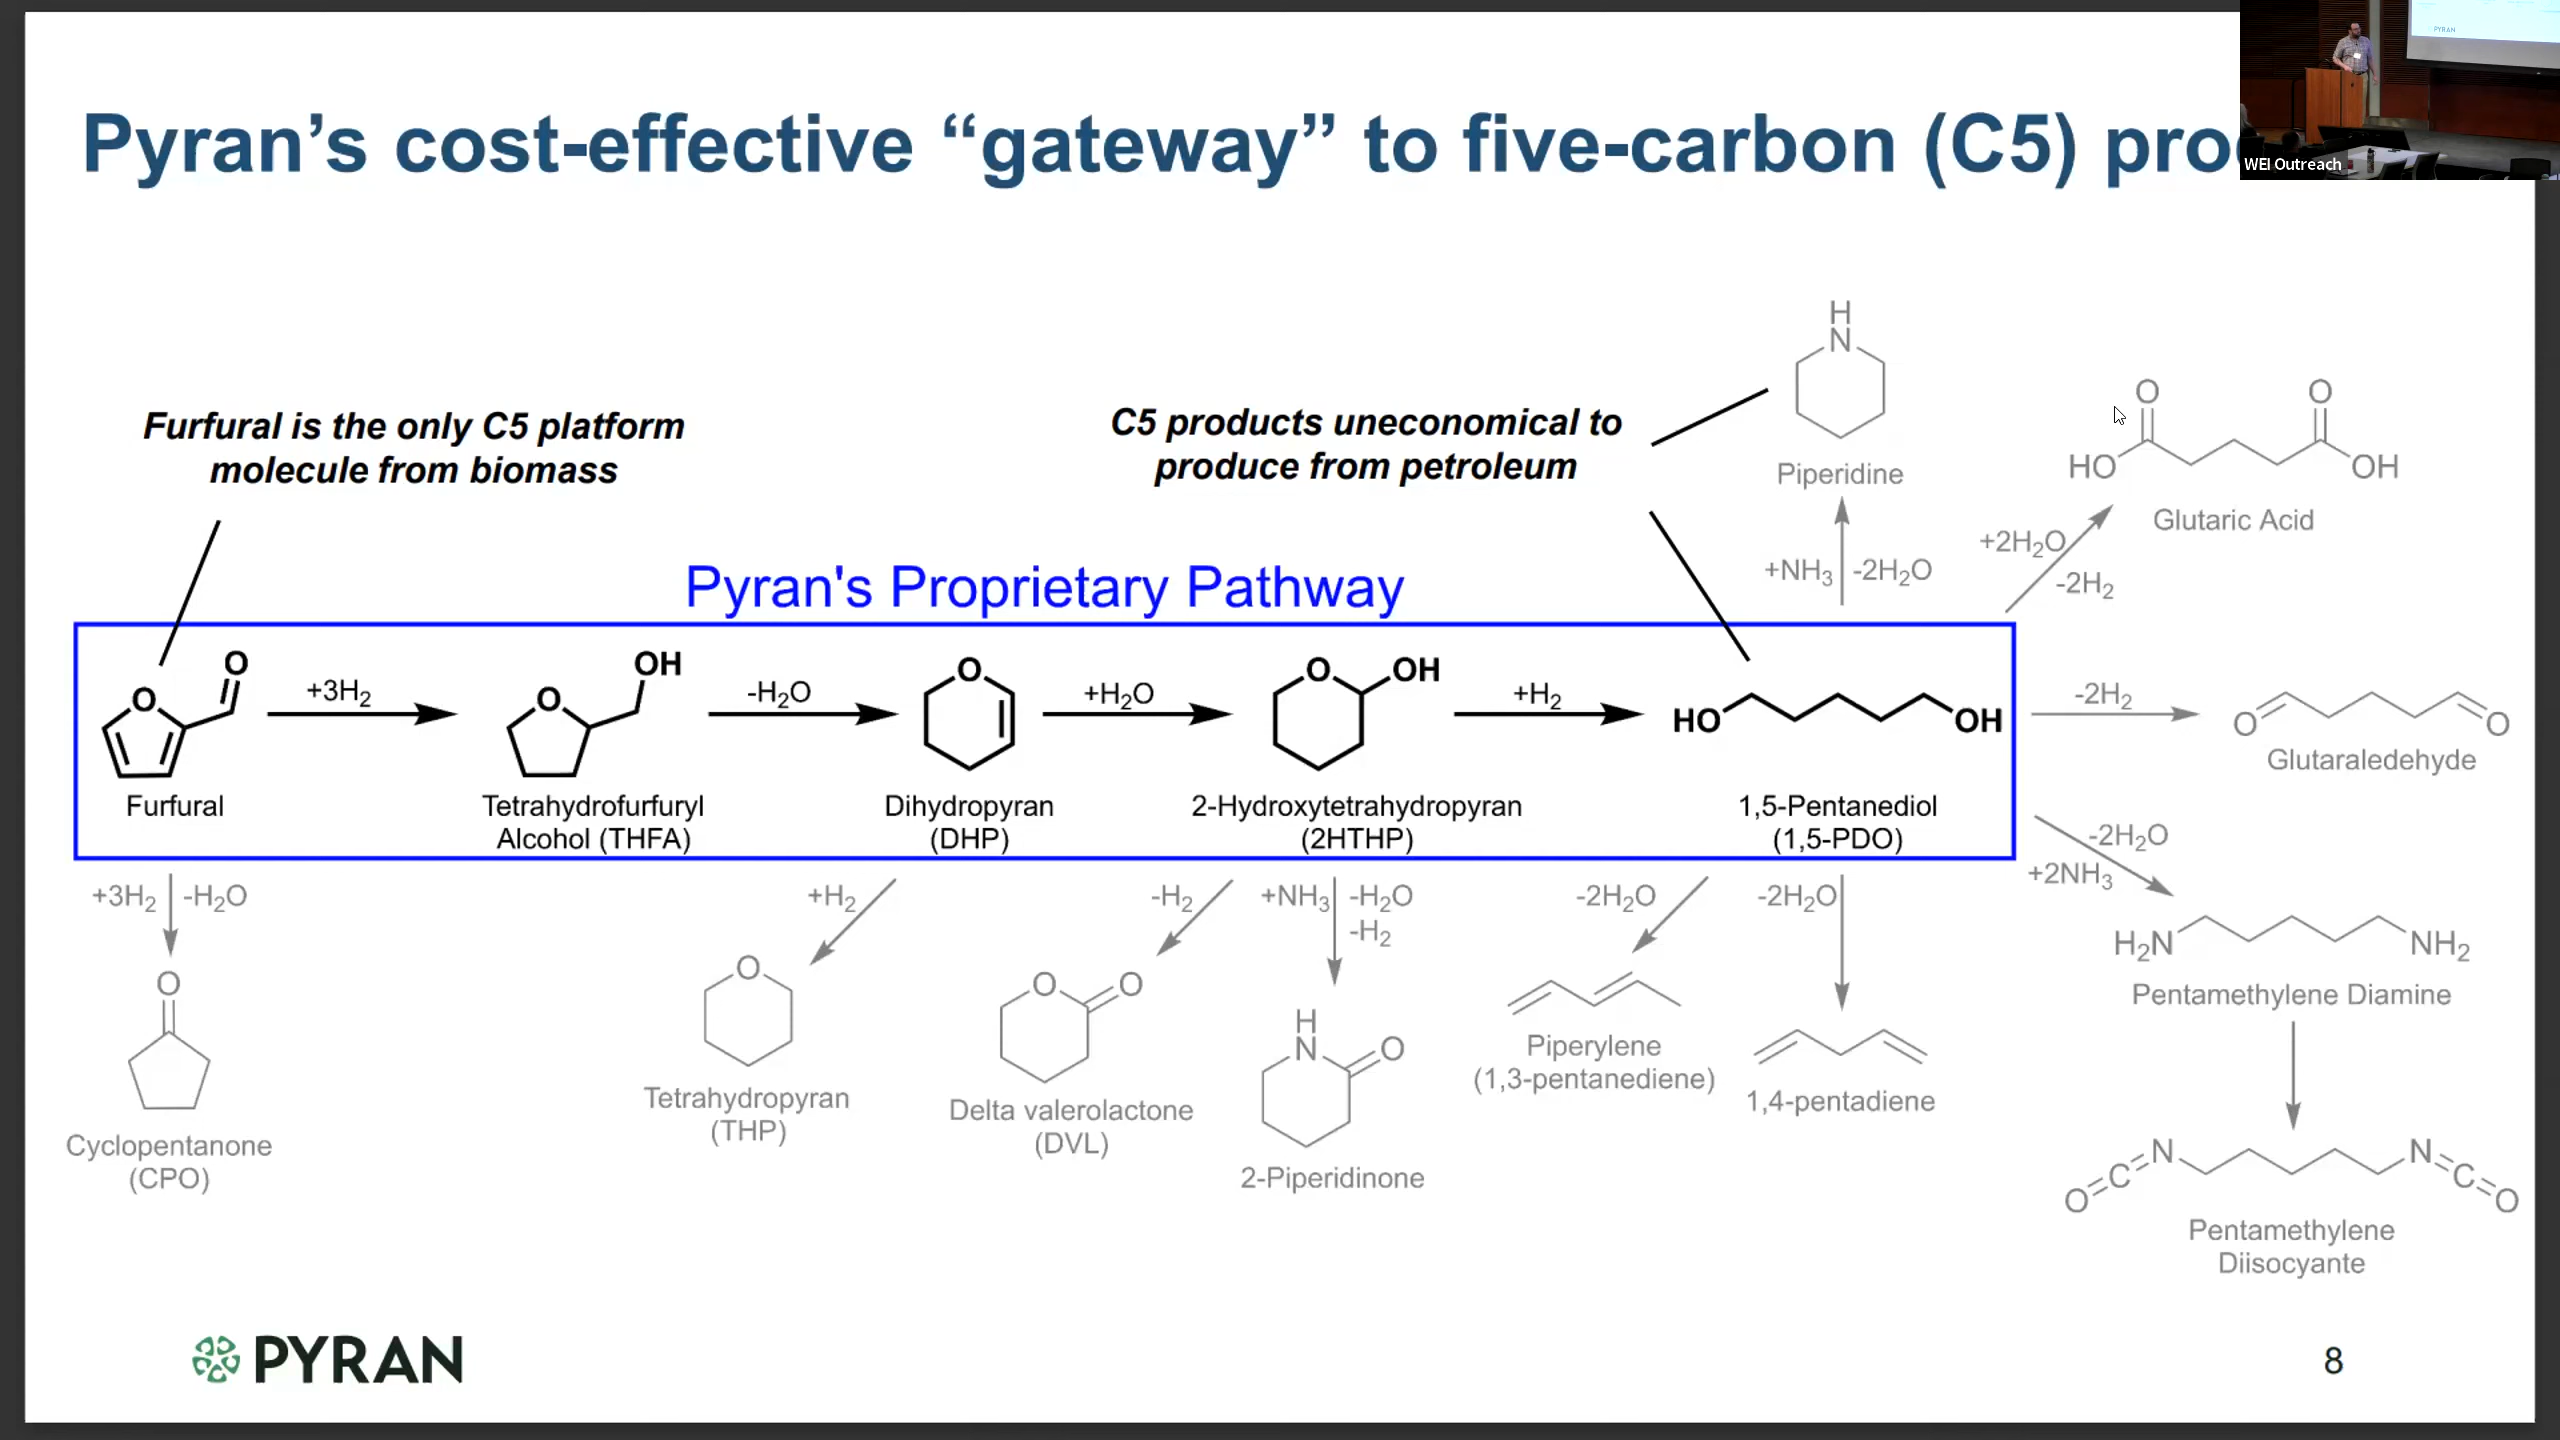 Pyran's cost-effective “gateway” to five-carbon (C5)
PYRAN
WEI Outreach
Furfural is the only C5 platform
molecule from biomass
C5 products uneconomical to
produce from petroleum
H
N
Piperidine
O O
HO OH
Glutaric Acid
+NH3 -2H2O
+2H2O
-2H2
Pyran's Proprietary Pathway
O O
Furfural
+3H2
O OH
Tetrahydrofurfuryl
Alcohol (THFA)
-H2O
O
Dihydropyran
(DHP)
+H2O
O OH
2-Hydroxytetrahydropyran
(2HTHP)
+H2
HO OH
1,5-Pentanediol
(1,5-PDO)
-2H2
O O
Glutaraledehyde
+3H2 -H2O
O
Cyclopentanone
(CPO)
+H2
O
Tetrahydropyran
(THP)
-H2
O O
Delta valerolactone
(DVL)
+NH3 -H2O
-H2
H
N O
2-Piperidinone
-2H2O
Piperylene
(1,3-pentanediene)
-2H2O
1,4-pentadiene
-2H2O
+2NH3
H2N NH2
Pentamethylene Diamine
O C N N C O
Pentamethylene
Diisocyante
PYRAN
8